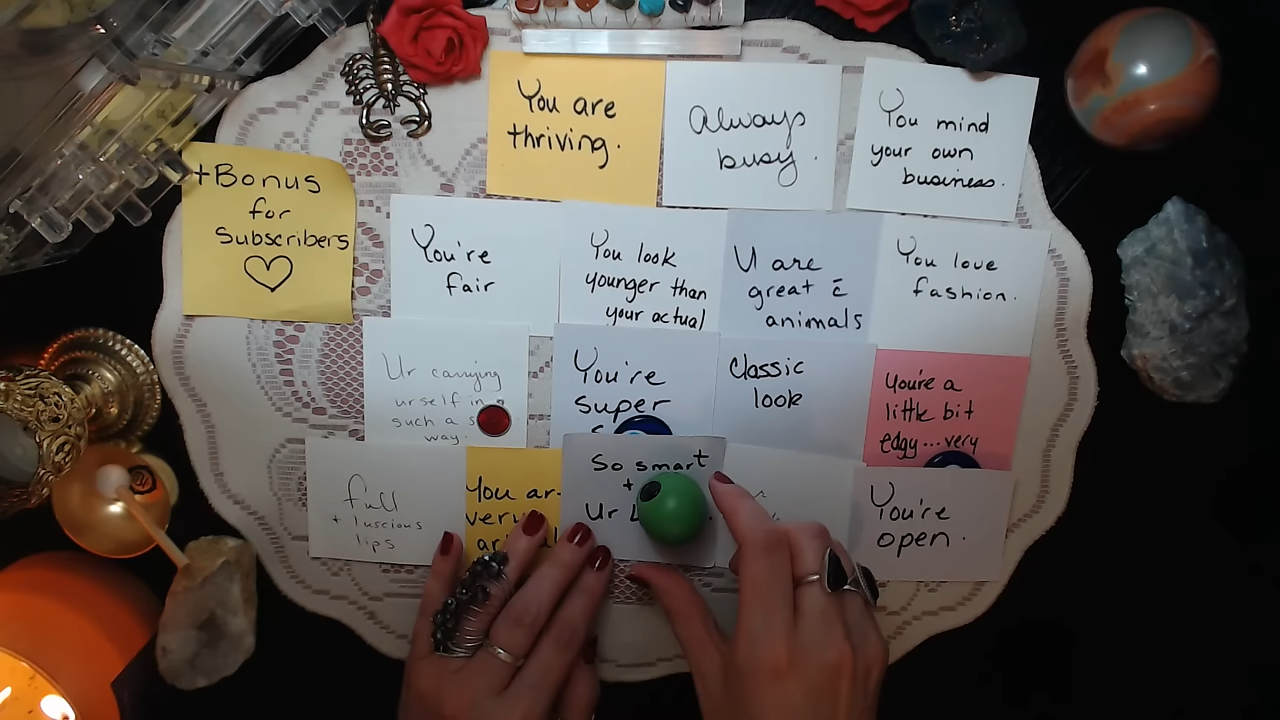 You are
thriving.
Always
busy.
You mind
your own
business.
+Bonus
for
Subscribers
You're
fair
You look
younger than
your actual
U are
great c̄
animals
You love
fashion.
Ur carrying
urself in a
such a s
way.
You're
super
Classic
look
You're a
little bit
edgy...very
full
+ luscious
lips
You ar
very
ar
So smart
+
Ur
You're
open.